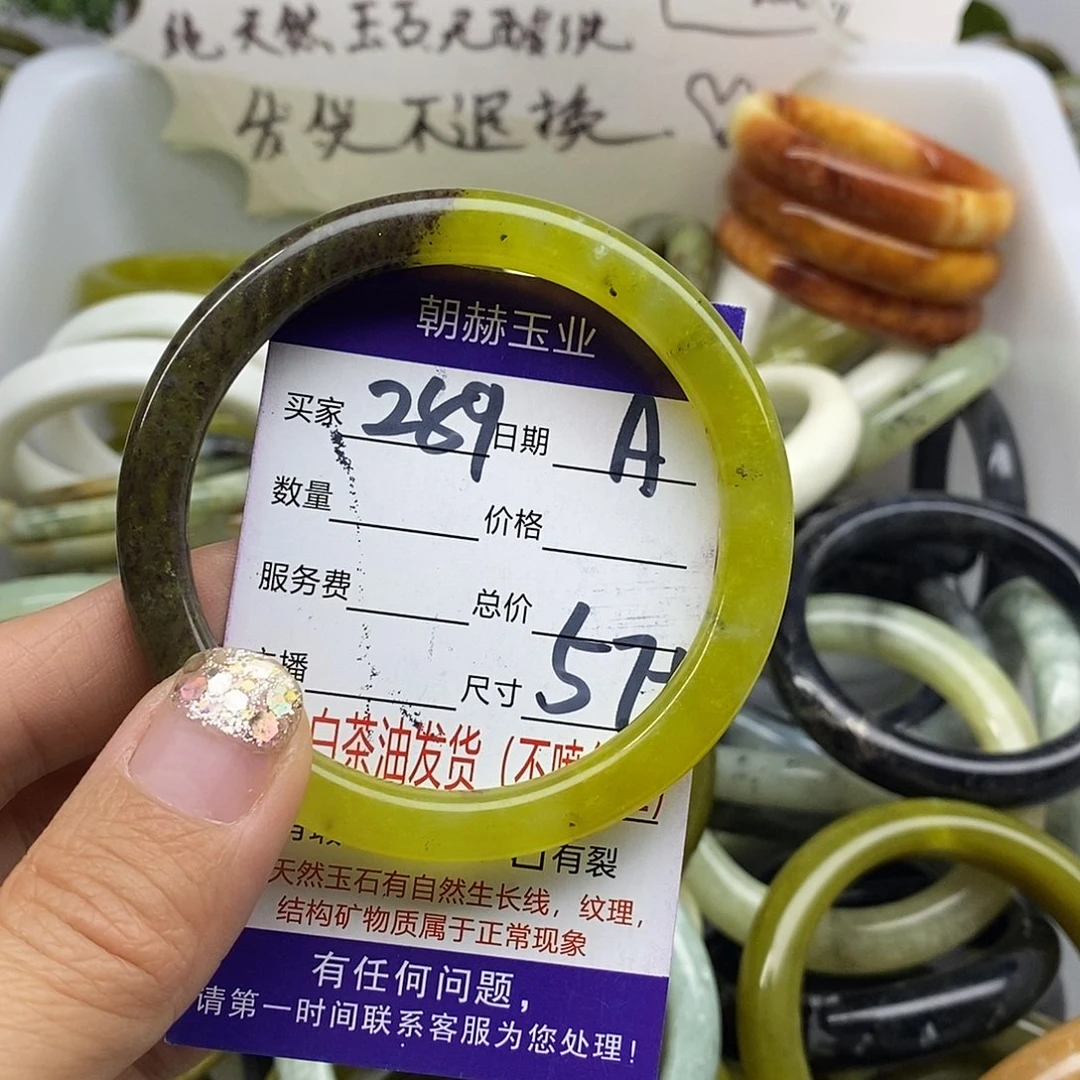 纯天然玉石无酸洗
发货不退换
朝赫玉业
买家 289 日期 A
数量 价格
服务费 总价
主播 尺寸 57
白茶油发货（不喷
有裂
天然玉石有自然生长线，纹理，
结构矿物质属于正常现象
有任何问题，
请第一时间联系客服为您处理！